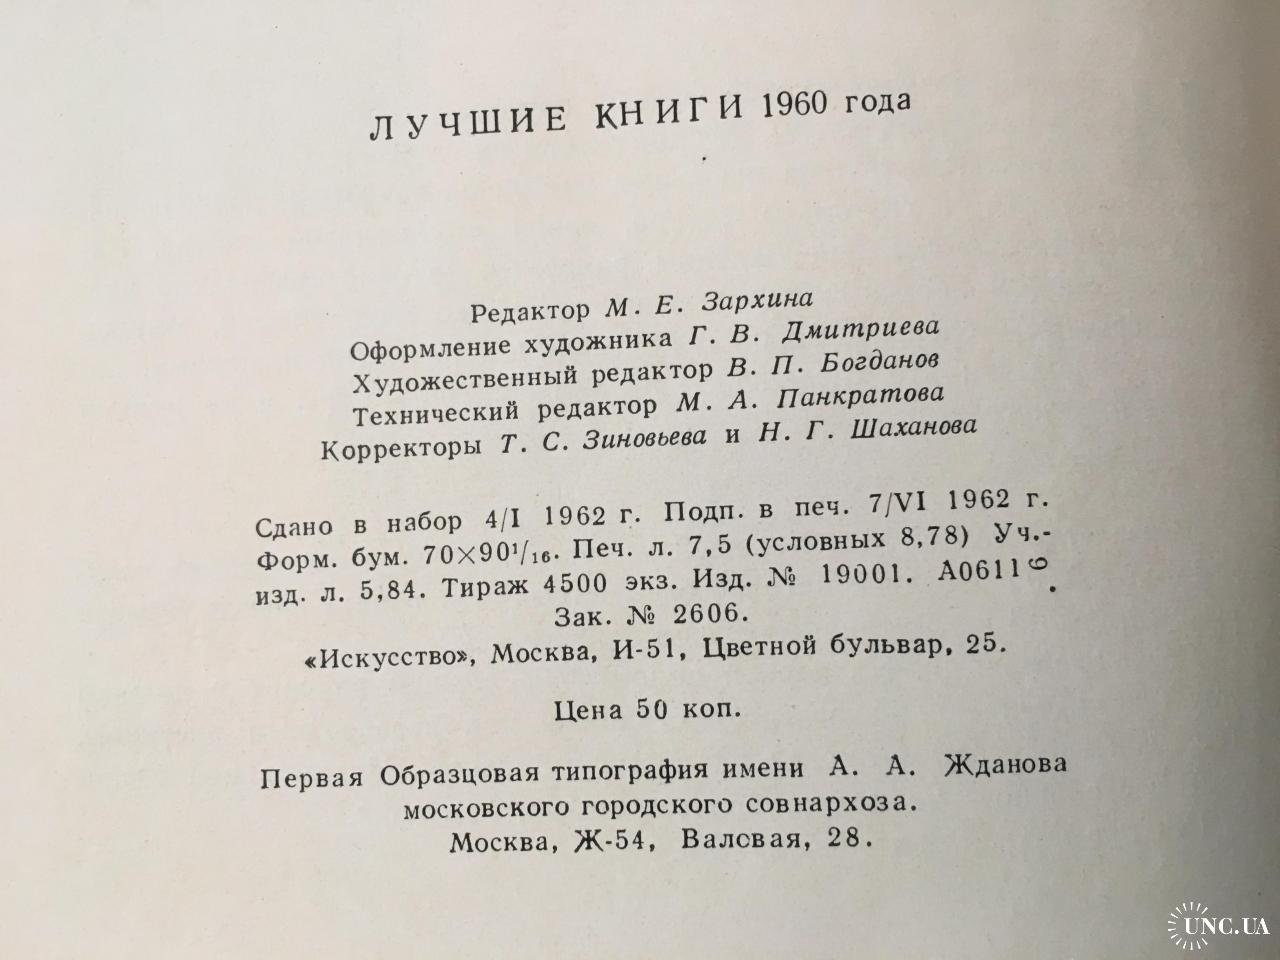 ЛУЧШИЕ КНИГИ 1960 года
Редактор М. Е. Зархина
Оформление художника Г. В. Дмитриева
Художественный редактор В. П. Богданов
Технический редактор М. А. Панкратова
Корректоры Т. С. Зиновьева и Н. Г. Шаханова
Сдано в набор 4/I 1962 г. Подп. в печ. 7/VI 1962 г.
Форм. бум. 70×90¹/₁₆. Печ. л. 7,5 (условных 8,78) Уч.-
изд. л. 5,84. Тираж 4500 экз. Изд. № 19001. А06119.
Зак. № 2606.
«Искусство», Москва, И-51, Цветной бульвар, 25.
Цена 50 коп.
Первая Образцовая типография имени А. А. Жданова
московского городского совнархоза.
Москва, Ж-54, Валовая, 28.
UNC.UA